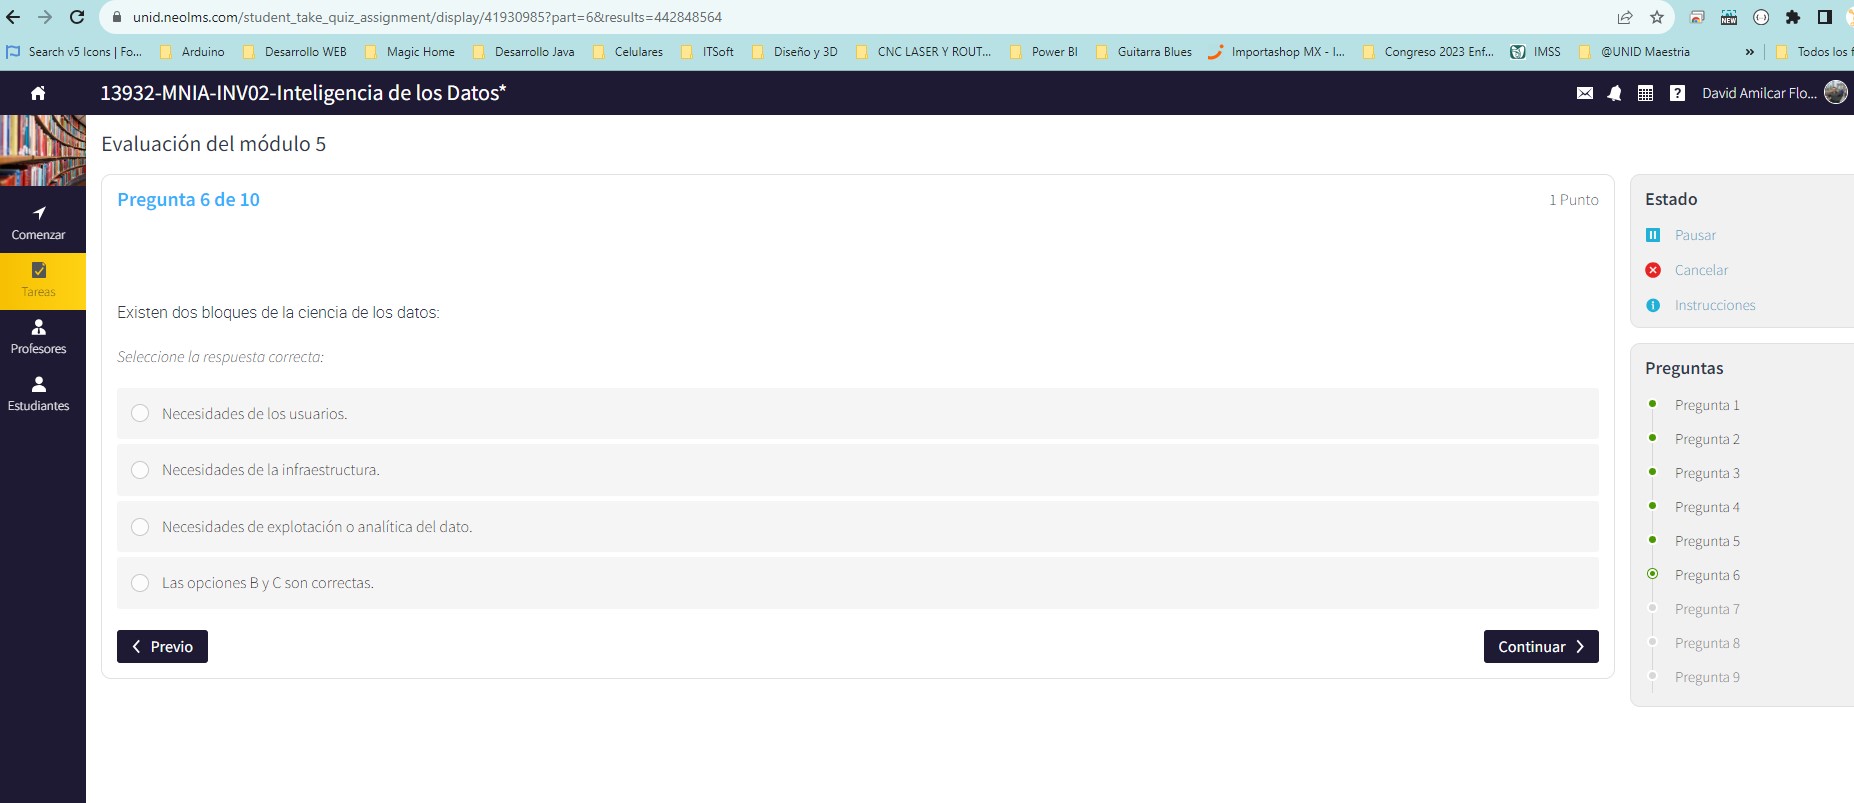 unid.neolms.com/student_take_quiz_assignment/display/41930985?part=6&results=442848564
Search v5 Icons | Fo... Arduino Desarrollo WEB Magic Home Desarrollo Java Celulares ITSoft Diseño y 3D CNC LASER Y ROUT... Power BI Guitarra Blues Importashop MX - I... Congreso 2023 Enf... IMSS @UNID Maestria » Todos los f
13932-MNIA-INV02-Inteligencia de los Datos*
David Amilcar Flo...
Comenzar
Tareas
Profesores
Estudiantes
Evaluación del módulo 5
Pregunta 6 de 10
1 Punto
Existen dos bloques de la ciencia de los datos:
Seleccione la respuesta correcta:
Necesidades de los usuarios.
Necesidades de la infraestructura.
Necesidades de explotación o analítica del dato.
Las opciones B y C son correctas.
Previo
Continuar
Estado
Pausar
Cancelar
Instrucciones
Preguntas
Pregunta 1
Pregunta 2
Pregunta 3
Pregunta 4
Pregunta 5
Pregunta 6
Pregunta 7
Pregunta 8
Pregunta 9